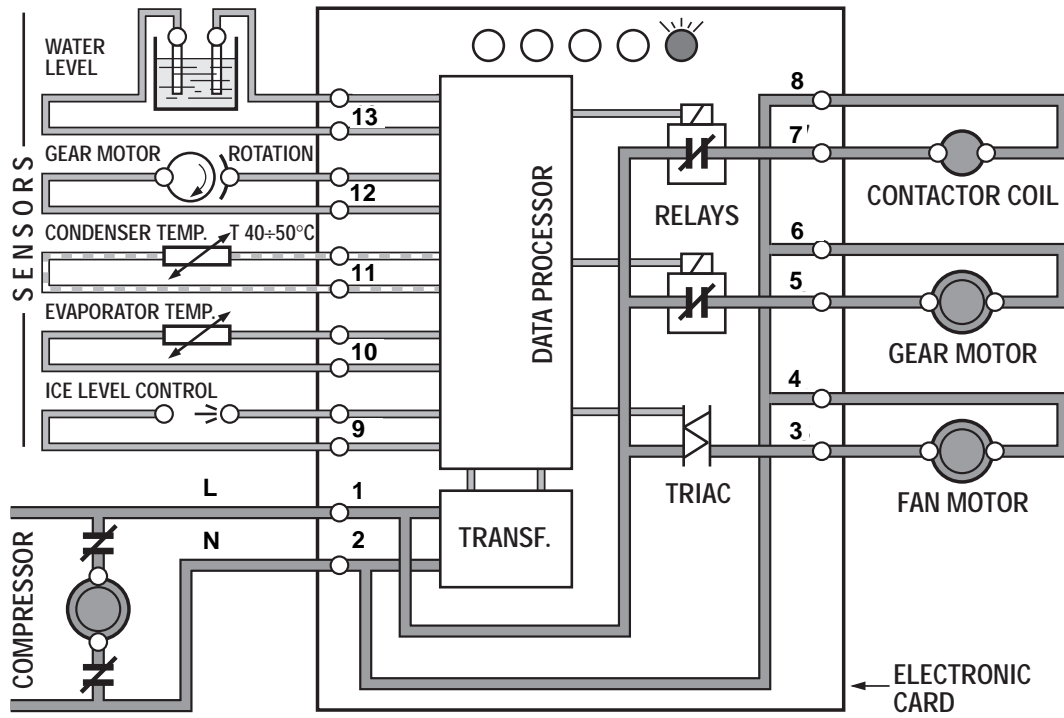 SENSORS
WATER
LEVEL
13
GEAR MOTOR ROTATION
12
CONDENSER TEMP. T 40÷50°C
11
EVAPORATOR TEMP.
10
ICE LEVEL CONTROL
9
L
1
N
2
COMPRESSOR
DATA PROCESSOR
TRANSF.
RELAYS
TRIAC
8
7
CONTACTOR COIL
6
5
GEAR MOTOR
4
3
FAN MOTOR
ELECTRONIC
CARD